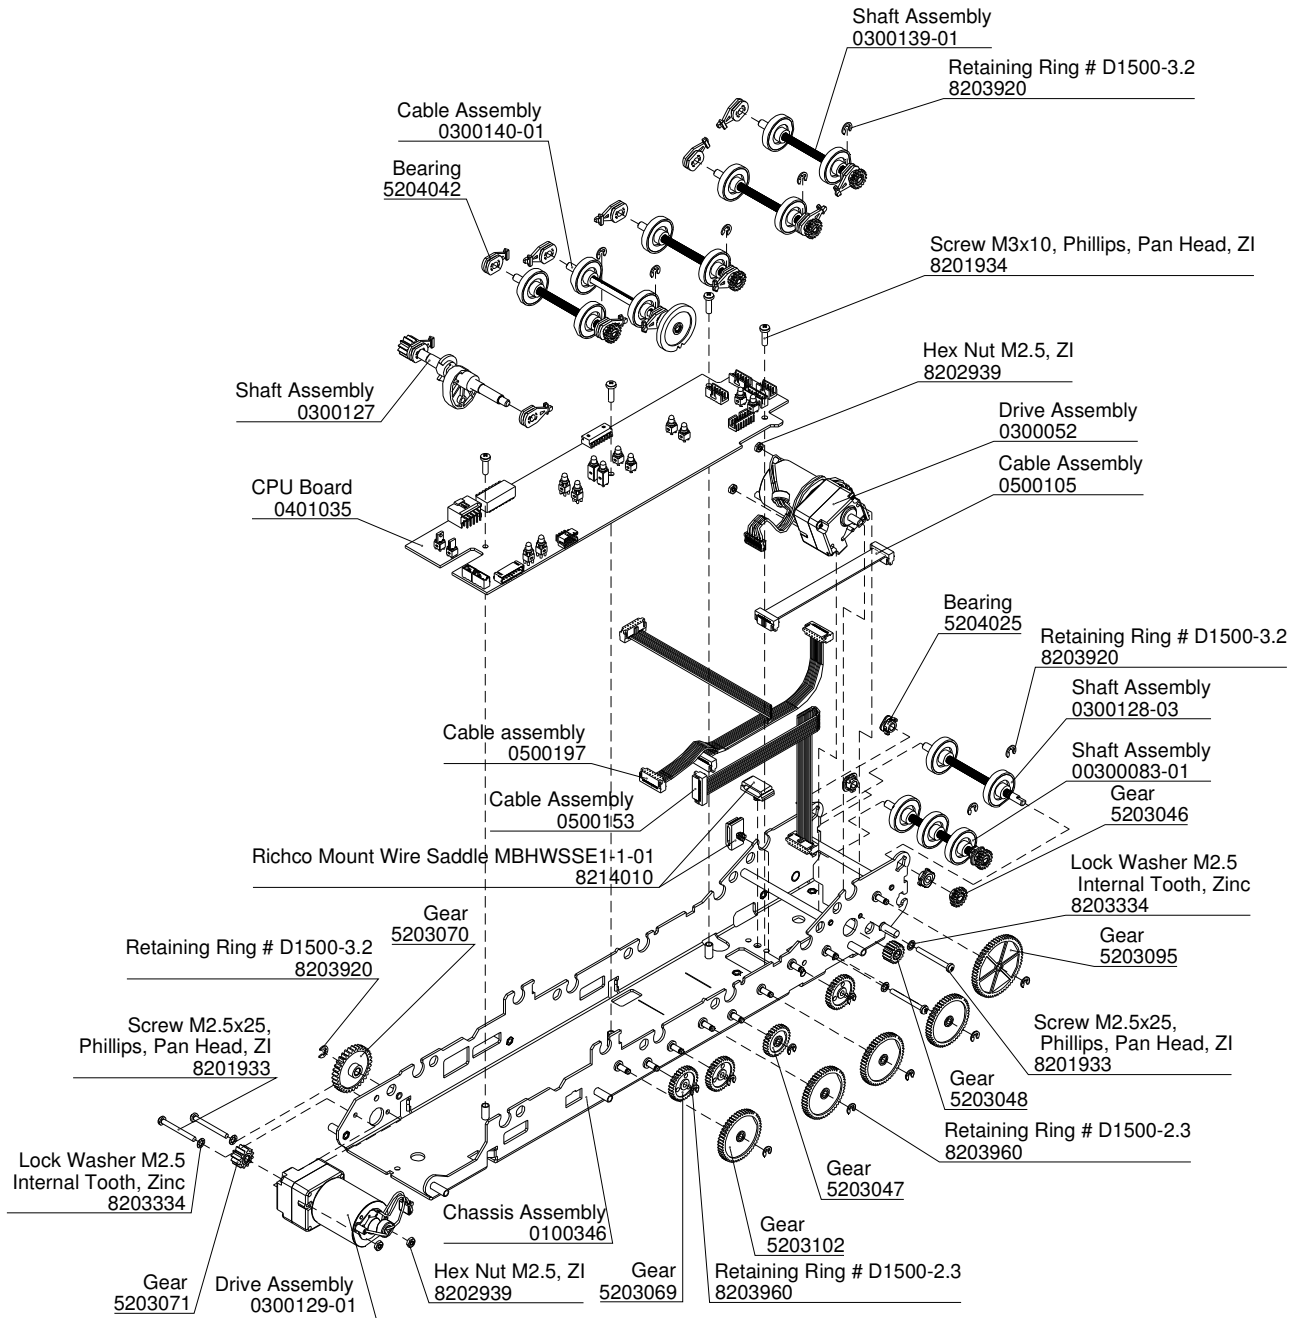 Shaft Assembly
0300139-01
Retaining Ring # D1500-3.2
8203920
Cable Assembly
0300140-01
Bearing
5204042
Screw M3x10, Phillips, Pan Head, ZI
8201934
Hex Nut M2.5, ZI
8202939
Shaft Assembly
0300127
Drive Assembly
0300052
Cable Assembly
0500105
CPU Board
0401035
Bearing
5204025
Retaining Ring # D1500-3.2
8203920
Shaft Assembly
0300128-03
Cable assembly
0500197
Shaft Assembly
00300083-01
Gear
5203046
Cable Assembly
0500153
Richco Mount Wire Saddle MBHWSSE1-1-01
8214010
Lock Washer M2.5
Internal Tooth, Zinc
8203334
Gear
5203070
Gear
5203095
Retaining Ring # D1500-3.2
8203920
Screw M2.5x25,
Phillips, Pan Head, ZI
8201933
Screw M2.5x25,
Phillips, Pan Head, ZI
8201933
Gear
5203048
Retaining Ring # D1500-2.3
8203960
Lock Washer M2.5
Internal Tooth, Zinc
8203334
Gear
5203047
Chassis Assembly
0100346
Gear
5203102
Gear
5203071
Drive Assembly
0300129-01
Hex Nut M2.5, ZI
8202939
Gear
5203069
Retaining Ring # D1500-2.3
8203960